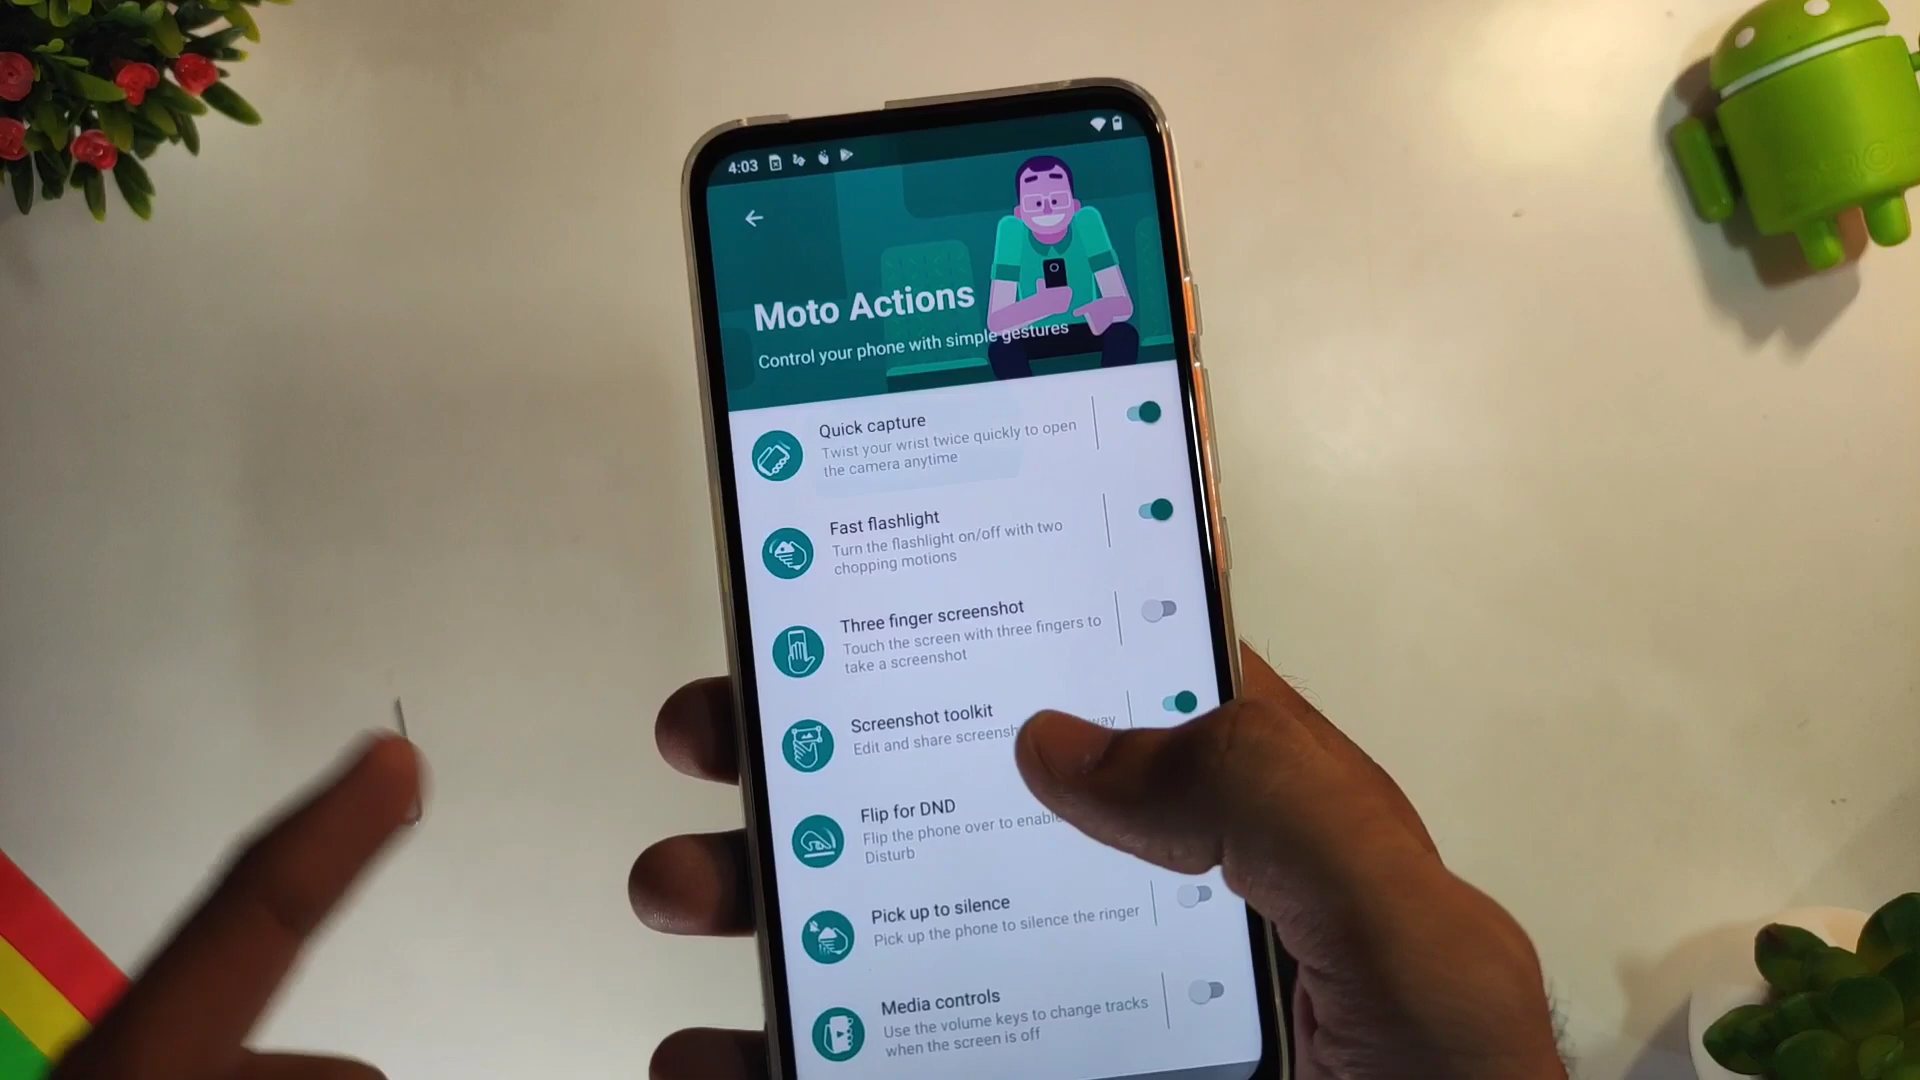 4:03
Moto Actions
Control your phone with simple gestures
Quick capture
Twist your wrist twice quickly to open
the camera anytime
Fast flashlight
Turn the flashlight on/off with two
chopping motions
Three finger screenshot
Touch the screen with three fingers to
take a screenshot
Screenshot toolkit
Edit and share way
Flip for DND
Flip the phone over to
Disturb
Pick up to silence
Pick up the phone to silence the ringer
Media controls
Use the volume keys to change tracks
when the screen is off